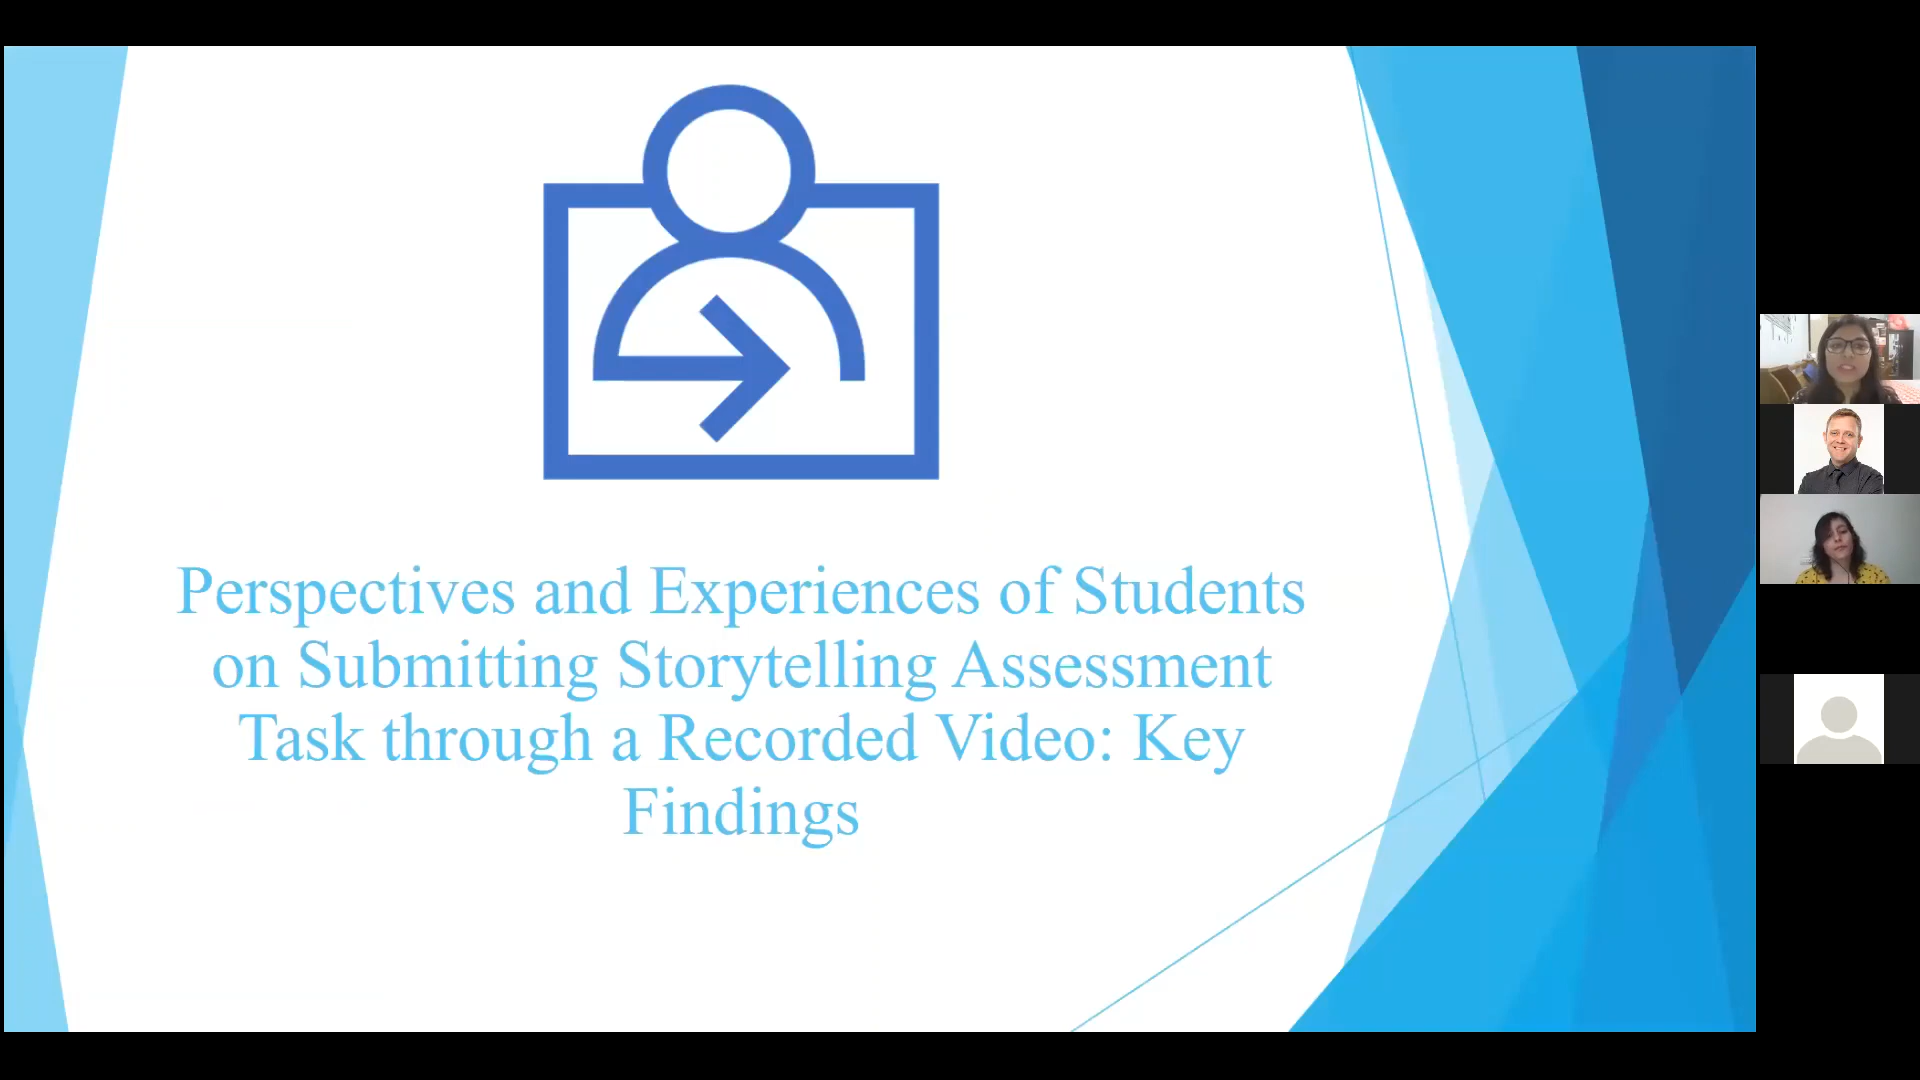 Perspectives and Experiences of Students
on Submitting Storytelling Assessment
Task through a Recorded Video: Key
Findings